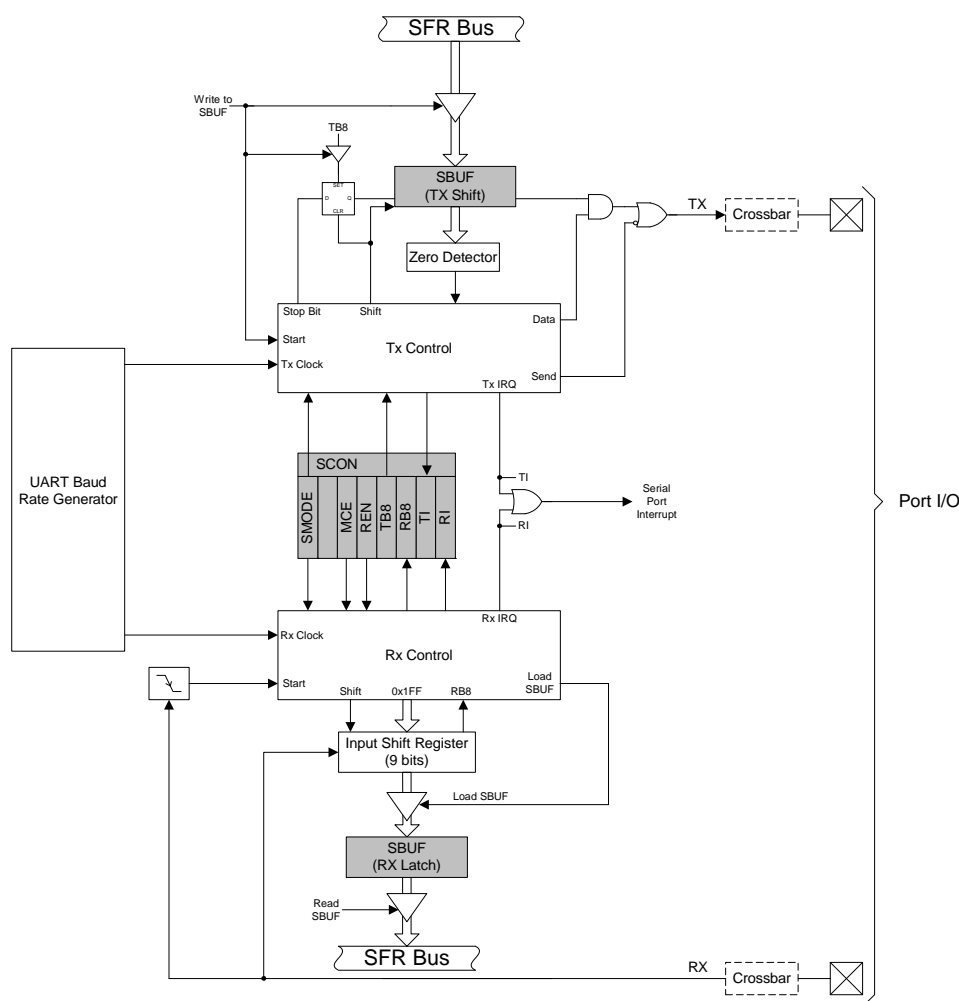 SFR Bus
Write to
SBUF
TB8
SET
D
Q
CLR
SBUF
(TX Shift)
TX
Crossbar
Zero Detector
Stop Bit
Shift
Data
Start
Tx Control
Tx Clock
Send
Tx IRQ
UART Baud
Rate Generator
SCON
SMODE
MCE
REN
TB8
RB8
TI
RI
TI
Serial
Port
Interrupt
RI
Port I/O
Rx IRQ
Rx Clock
Rx Control
Start
Load
SBUF
Shift
0x1FF
RB8
Input Shift Register
(9 bits)
Load SBUF
SBUF
(RX Latch)
Read
SBUF
SFR Bus
RX
Crossbar